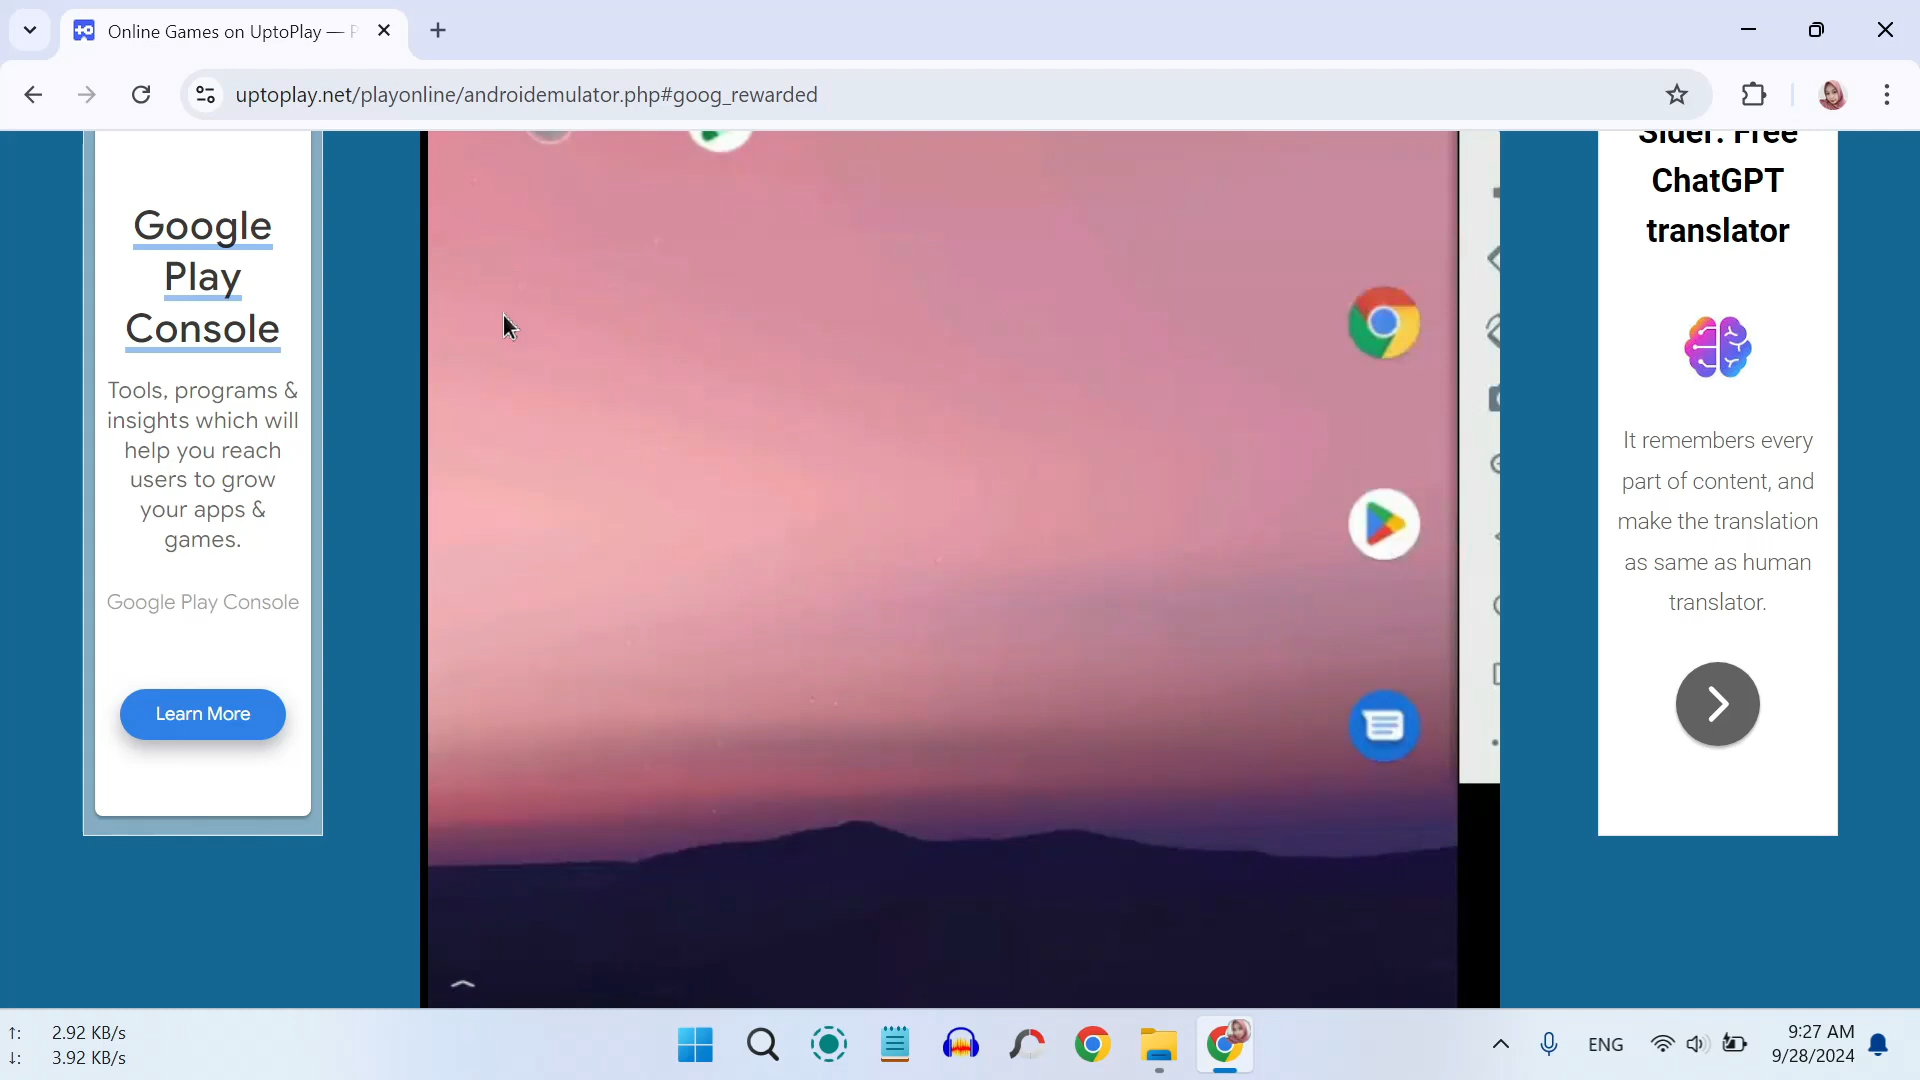 Online Games on UptoPlay —
uptoplay.net/playonline/androidemulator.php#goog_rewarded
Google
Play
Console
Tools, programs &
insights which will
help you reach
users to grow
your apps &
games.
Google Play Console
Learn More
Sider: Free
ChatGPT
translator
It remembers every
part of content, and
make the translation
as same as human
translator.
↑: 2.92 KB/s
↓: 3.92 KB/s
ENG
9:27 AM
9/28/2024